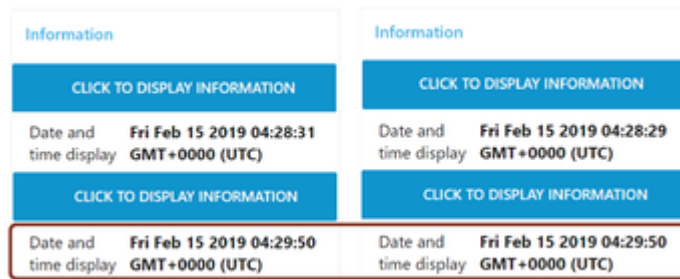 Information
CLICK TO DISPLAY INFORMATION
Date and time display Fri Feb 15 2019 04:28:31 GMT+0000 (UTC)
CLICK TO DISPLAY INFORMATION
Date and time display Fri Feb 15 2019 04:29:50 GMT+0000 (UTC)
Information
CLICK TO DISPLAY INFORMATION
Date and time display Fri Feb 15 2019 04:28:29 GMT+0000 (UTC)
CLICK TO DISPLAY INFORMATION
Date and time display Fri Feb 15 2019 04:29:50 GMT+0000 (UTC)